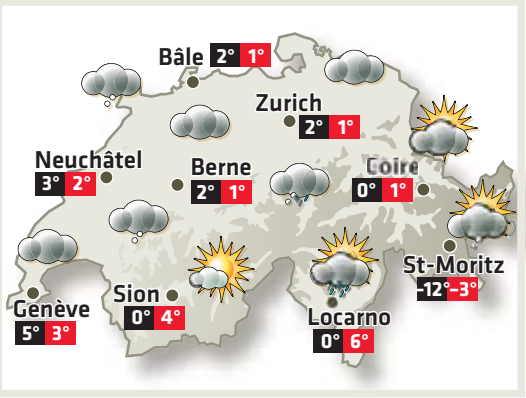 Bâle 2° 1°
Zurich
2° 1°
Neuchâtel
3° 2°
Berne
2° 1°
Coire
0° 1°
St-Moritz
-12° -3°
Sion
0° 4°
Genève
5° 3°
Locarno
0° 6°